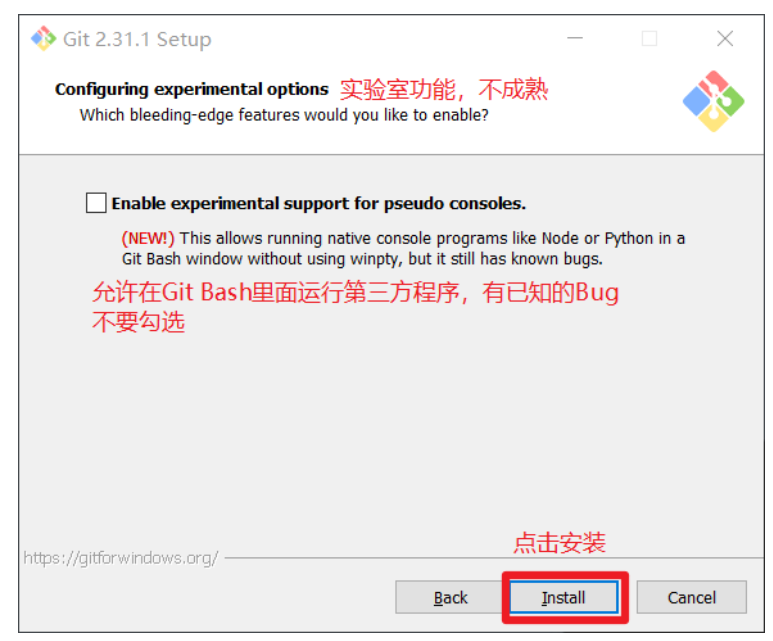 Git 2.31.1 Setup
Configuring experimental options 实验室功能，不成熟
Which bleeding-edge features would you like to enable?
Enable experimental support for pseudo consoles.
(NEW!) This allows running native console programs like Node or Python in a
Git Bash window without using winpty, but it still has known bugs.
允许在Git Bash里面运行第三方程序，有已知的Bug
不要勾选
点击安装
https://gitforwindows.org/
Back Install Cancel